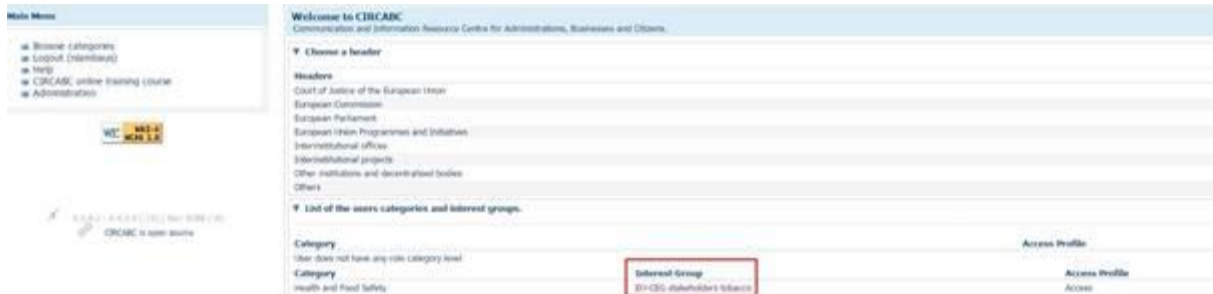 Main Menu
Browse categories
Logout
Help
CIRCABC online training course
Administration
CIRCABC is open source
Welcome to CIRCABC
Communication and Information Resource Centre for Administrations, Businesses and Citizens.
Choose a header
Headers
Court of Justice of the European Union
European Commission
European Parliament
European Union Programmes and Initiatives
Interinstitutional offices
Interinstitutional projects
Other institutions and decentralised bodies
Others
List of the users categories and interest groups.
Category Access Profile
User does not have any role category level
Category Interest Group Access Profile
Health and Food Safety EU-CEG stakeholders tobacco Access